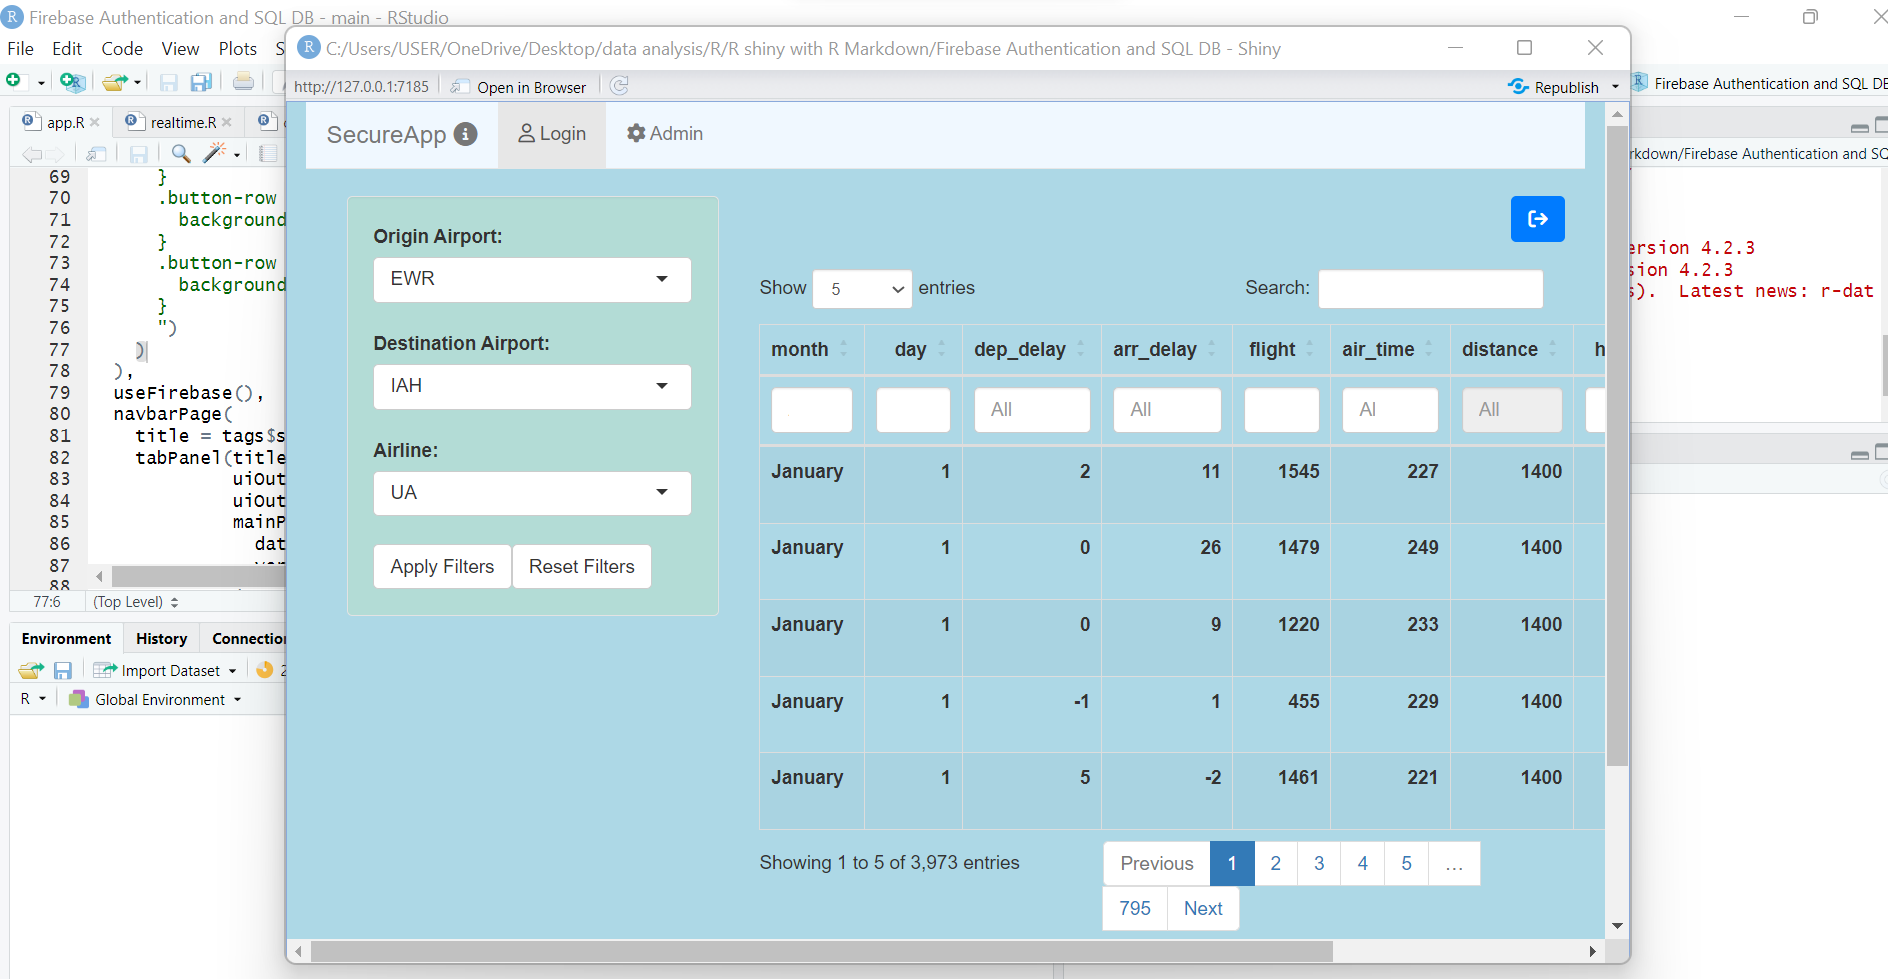 Firebase Authentication and SQL DB - main - RStudio
File Edit Code View Plots S
C:/Users/USER/OneDrive/Desktop/data analysis/R/R shiny with R Markdown/Firebase Authentication and SQL DB - Shiny
http://127.0.0.1:7185 Open in Browser Republish
Firebase Authentication and SQL DB
app.R realtime.R
rkdown/Firebase Authentication and SQ
SecureApp Login Admin
69 }
70 .button-row
71 background
72 }
73 .button-row
74 background
75 }
76 ")
77 )
78 ),
79 useFirebase(),
80 navbarPage(
81 title = tags$s
82 tabPanel(title
83 uiOut
84 uiOut
85 mainP
86 dat
87
88
77:6 (Top Level)
Environment History Connection
Import Dataset 2
R Global Environment
Origin Airport:
EWR
Destination Airport:
IAH
Airline:
UA
Apply Filters Reset Filters
Show 5 entries Search:
month day dep_delay arr_delay flight air_time distance h
All All Al All
January 1 2 11 1545 227 1400
January 1 0 26 1479 249 1400
January 1 0 9 1220 233 1400
January 1 -1 1 455 229 1400
January 1 5 -2 1461 221 1400
Showing 1 to 5 of 3,973 entries
Previous 1 2 3 4 5 …
795 Next
ersion 4.2.3
sion 4.2.3
s). Latest news: r-dat